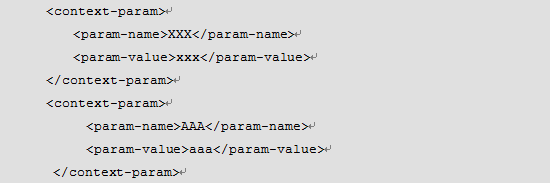 <context-param>
<param-name>XXX</param-name>
<param-value>xxx</param-value>
</context-param>
<context-param>
<param-name>AAA</param-name>
<param-value>aaa</param-value>
</context-param>